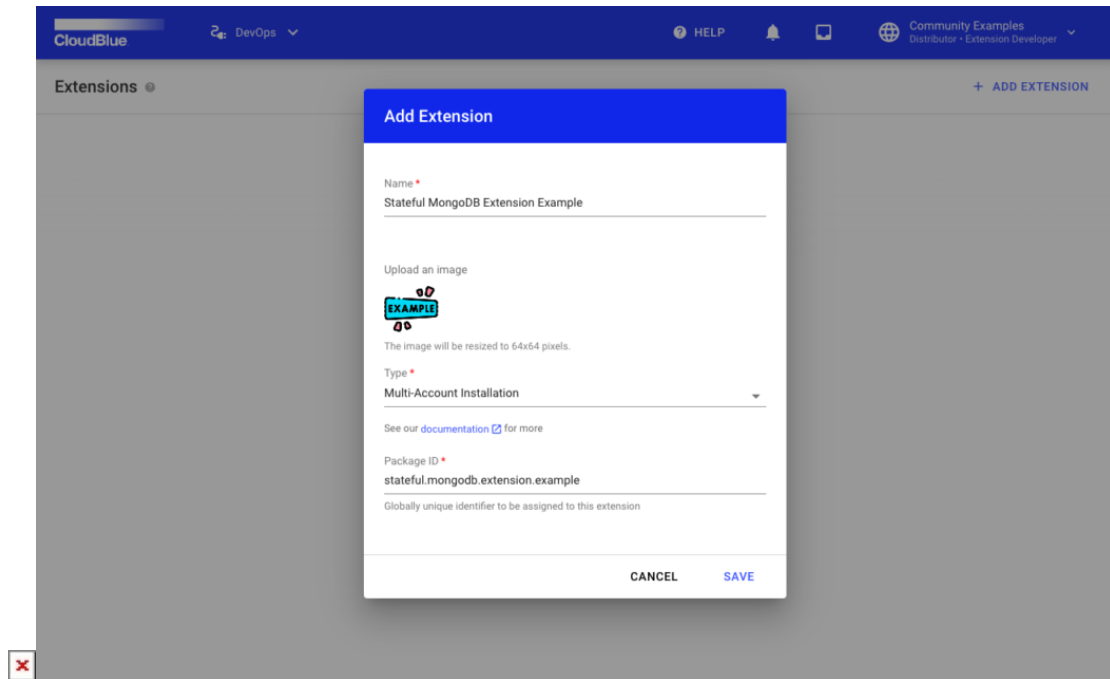 CloudBlue
DevOps
HELP
Community Examples
Distributor • Extension Developer
Extensions
+ ADD EXTENSION
Add Extension
Name *
Stateful MongoDB Extension Example
Upload an image
EXAMPLE
The image will be resized to 64x64 pixels.
Type *
Multi-Account Installation
See our documentation for more
Package ID *
stateful.mongodb.extension.example
Globally unique identifier to be assigned to this extension
CANCEL SAVE